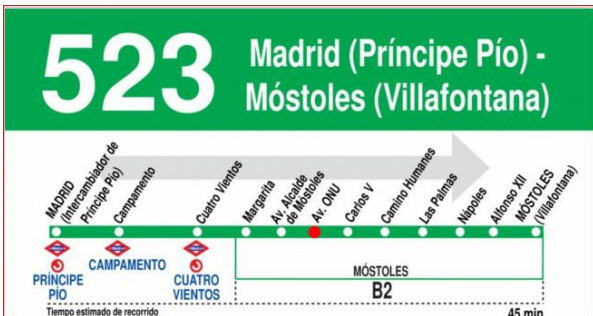 523
Madrid (Príncipe Pío) -
Móstoles (Villafontana)
MADRID
(Intercambiador de
Príncipe Pío)
Campamento
Cuatro Vientos
Margarita
Av. Alcalde
de Móstoles
Av. ONU
Carlos V
Camino Humanes
Las Palmas
Nápoles
Alfonso XII
MÓSTOLES
(Villafontana)
PRÍNCIPE
PÍO
CAMPAMENTO
CUATRO
VIENTOS
MÓSTOLES
B2
Tiempo estimado de recorrido
45 min